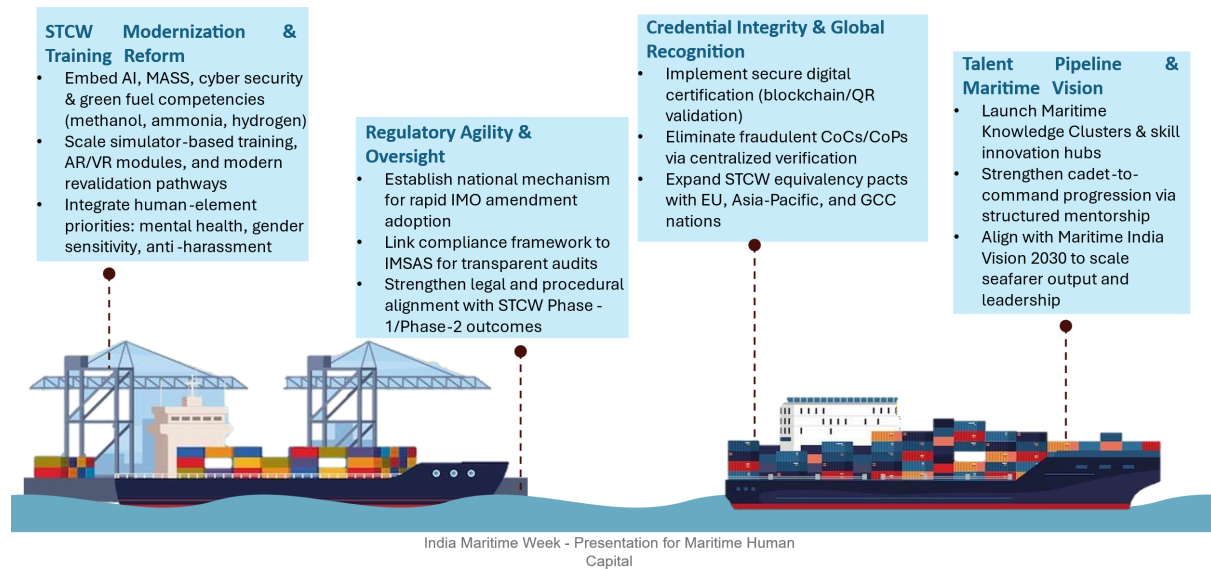 STCW Modernization &
Training Reform
• Embed AI, MASS, cyber security
& green fuel competencies
(methanol, ammonia, hydrogen)
• Scale simulator-based training,
AR/VR modules, and modern
revalidation pathways
• Integrate human-element
priorities: mental health, gender
sensitivity, anti-harassment
Regulatory Agility &
Oversight
• Establish national mechanism
for rapid IMO amendment
adoption
• Link compliance framework to
IMSAS for transparent audits
• Strengthen legal and procedural
alignment with STCW Phase -
1/Phase-2 outcomes
Credential Integrity & Global
Recognition
• Implement secure digital
certification (blockchain/QR
validation)
• Eliminate fraudulent CoCs/CoPs
via centralized verification
• Expand STCW equivalency pacts
with EU, Asia-Pacific, and GCC
nations
Talent Pipeline &
Maritime Vision
• Launch Maritime
Knowledge Clusters & skill
innovation hubs
• Strengthen cadet-to-
command progression via
structured mentorship
• Align with Maritime India
Vision 2030 to scale
seafarer output and
leadership
India Maritime Week - Presentation for Maritime Human
Capital